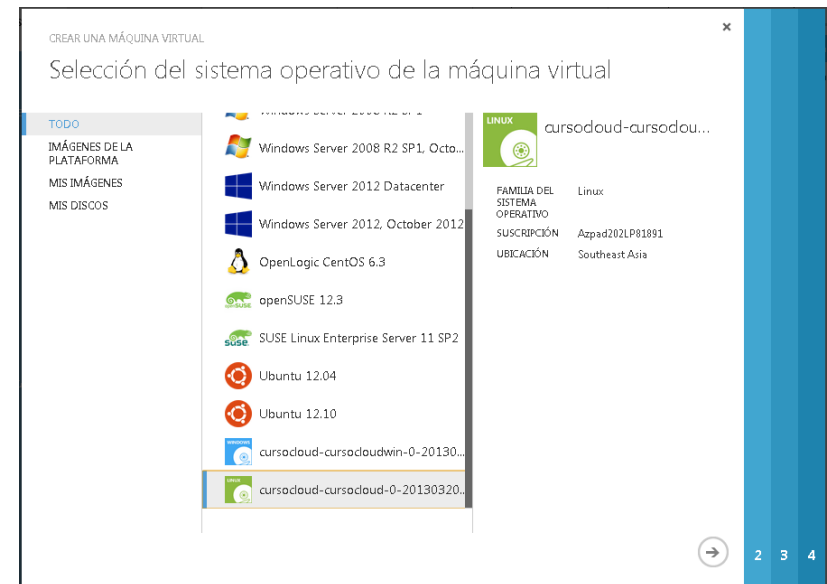 CREAR UNA MÁQUINA VIRTUAL
×
Selección del sistema operativo de la máquina virtual
TODO
IMÁGENES DE LA
PLATAFORMA
MIS IMÁGENES
MIS DISCOS
Windows Server 2008 R2 SP1
Windows Server 2008 R2 SP1, Octo...
Windows Server 2012 Datacenter
Windows Server 2012, October 2012
OpenLogic CentOS 6.3
openSUSE 12.3
SUSE Linux Enterprise Server 11 SP2
Ubuntu 12.04
Ubuntu 12.10
cursocloud-cursocloudwin-0-20130...
cursocloud-cursocloud-0-20130320...
LINUX
cursocloud-cursoclou...
FAMILIA DEL
SISTEMA
OPERATIVO
Linux
SUSCRIPCIÓN
Azpad202LP81891
UBICACIÓN
Southeast Asia
2 3 4